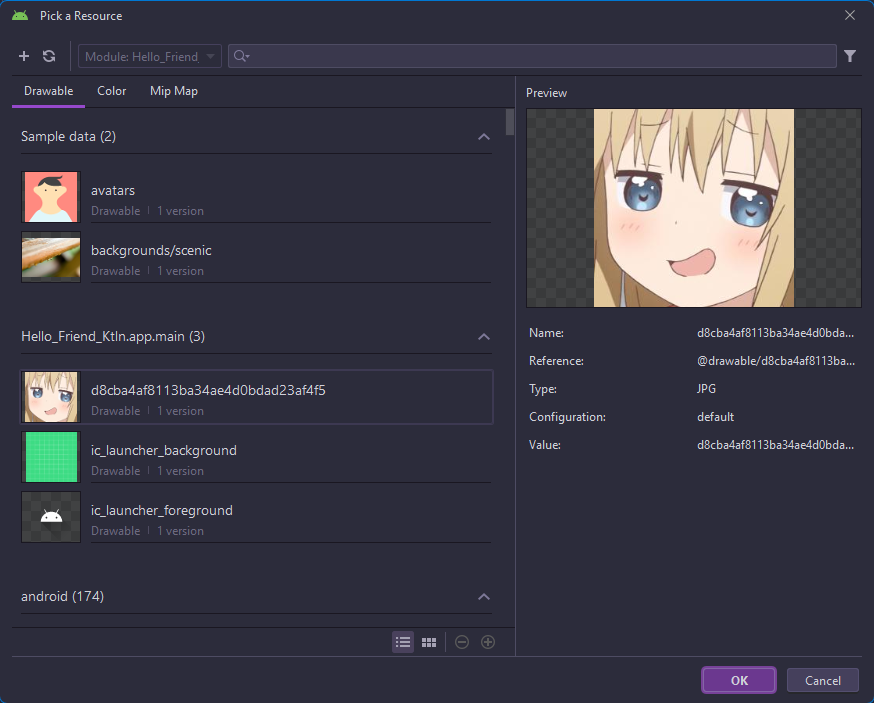 Pick a Resource
Module: Hello_Friend_
Drawable Color Mip Map
Sample data (2)
avatars
Drawable | 1 version
backgrounds/scenic
Drawable | 1 version
Hello_Friend_Ktln.app.main (3)
d8cba4af8113ba34ae4d0bdad23af4f5
Drawable | 1 version
ic_launcher_background
Drawable | 1 version
ic_launcher_foreground
Drawable | 1 version
android (174)
Preview
Name: d8cba4af8113ba34ae4d0bda...
Reference: @drawable/d8cba4af8113ba...
Type: JPG
Configuration: default
Value: d8cba4af8113ba34ae4d0bda...
OK Cancel